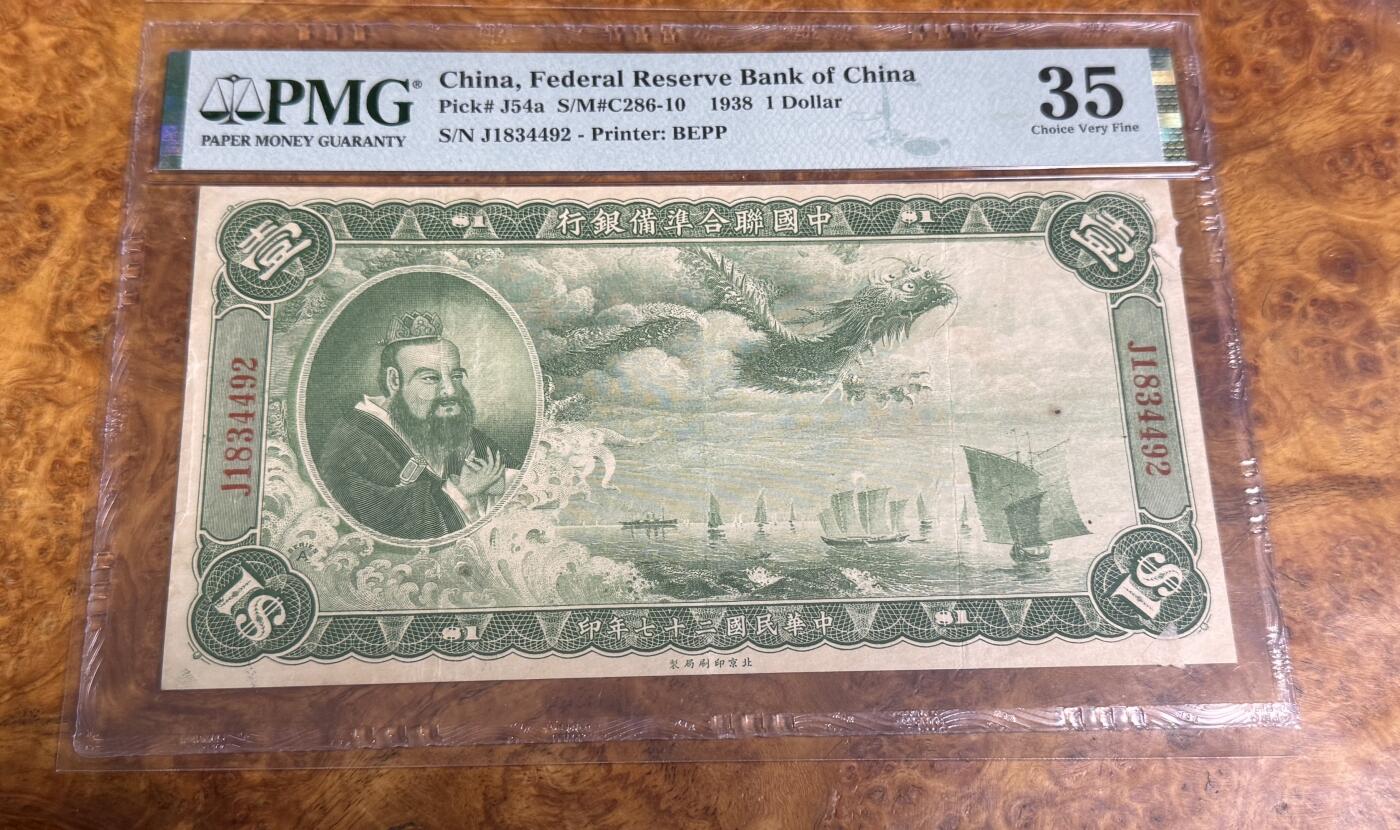 PMG®
PAPER MONEY GUARANTY
China, Federal Reserve Bank of China
Pick# J54a S/M#C286-10 1938 1 Dollar
S/N J1834492 - Printer: BEPP
35
Choice Very Fine
壹
$1
行銀備準合聯國中
$1
壹
J1834492
J1834492
$1
$1
印年七十二國民華中
$1
$1
製局刷印京北